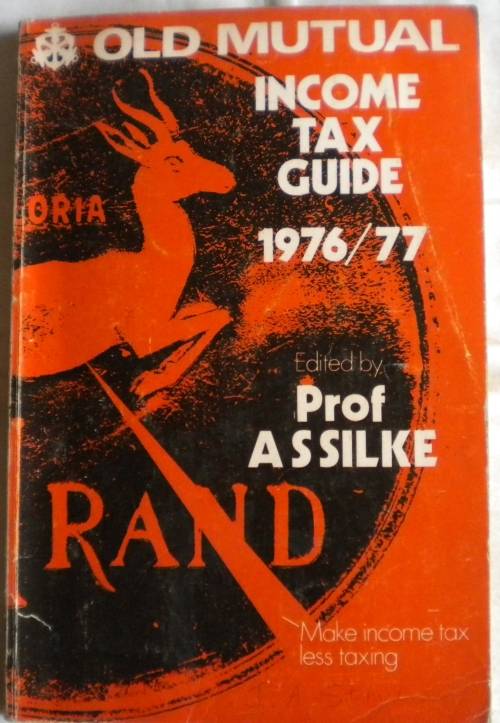 OLD MUTUAL
INCOME
TAX
GUIDE
1976/77
ORIA
Edited by
Prof
A S SILKE
RAND
Make income tax
less taxing